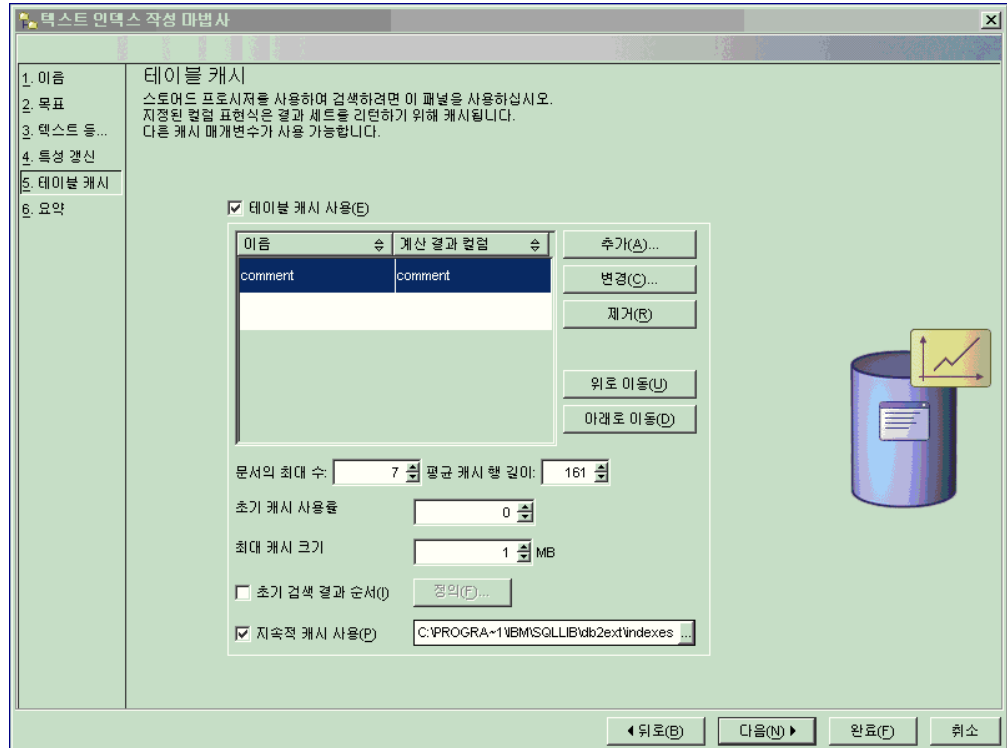 텍스트 인덱스 작성 마법사
1. 이름
2. 목표
3. 텍스트 등...
4. 특성 갱신
5. 테이블 캐시
6. 요약
테이블 캐시
스토어드 프로시저를 사용하여 검색하려면 이 패널을 사용하십시오.
지정된 컬럼 표현식은 결과 세트를 리턴하기 위해 캐시됩니다.
다른 캐시 매개변수가 사용 가능합니다.
테이블 캐시 사용(E)
이름 계산 결과 컬럼
comment comment
추가(A)...
변경(C)...
제거(R)
위로 이동(U)
아래로 이동(D)
문서의 최대 수: 7 평균 캐시 행 길이: 161
초기 캐시 사용률 0
최대 캐시 크기 1 MB
초기 검색 결과 순서(I) 정의(F)...
지속적 캐시 사용(P) C:\PROGRA~1\IBM\SQLLIB\db2ext\indexes ...
뒤로(B) 다음(N) 완료(F) 취소